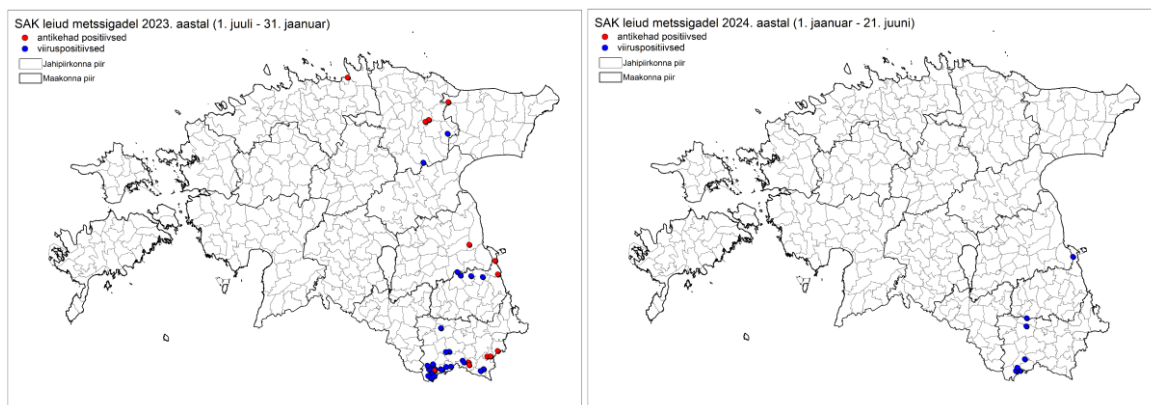 SAK leiud metssigadel 2023. aastal (1. juuli - 31. jaanuar)
antikehad positiivsed
viiruspositiivsed
Jahipiirkonna piir
Maakonna piir
SAK leiud metssigadel 2024. aastal (1. jaanuar - 21. juuni)
antikehad positiivsed
viiruspositiivsed
Jahipiirkonna piir
Maakonna piir